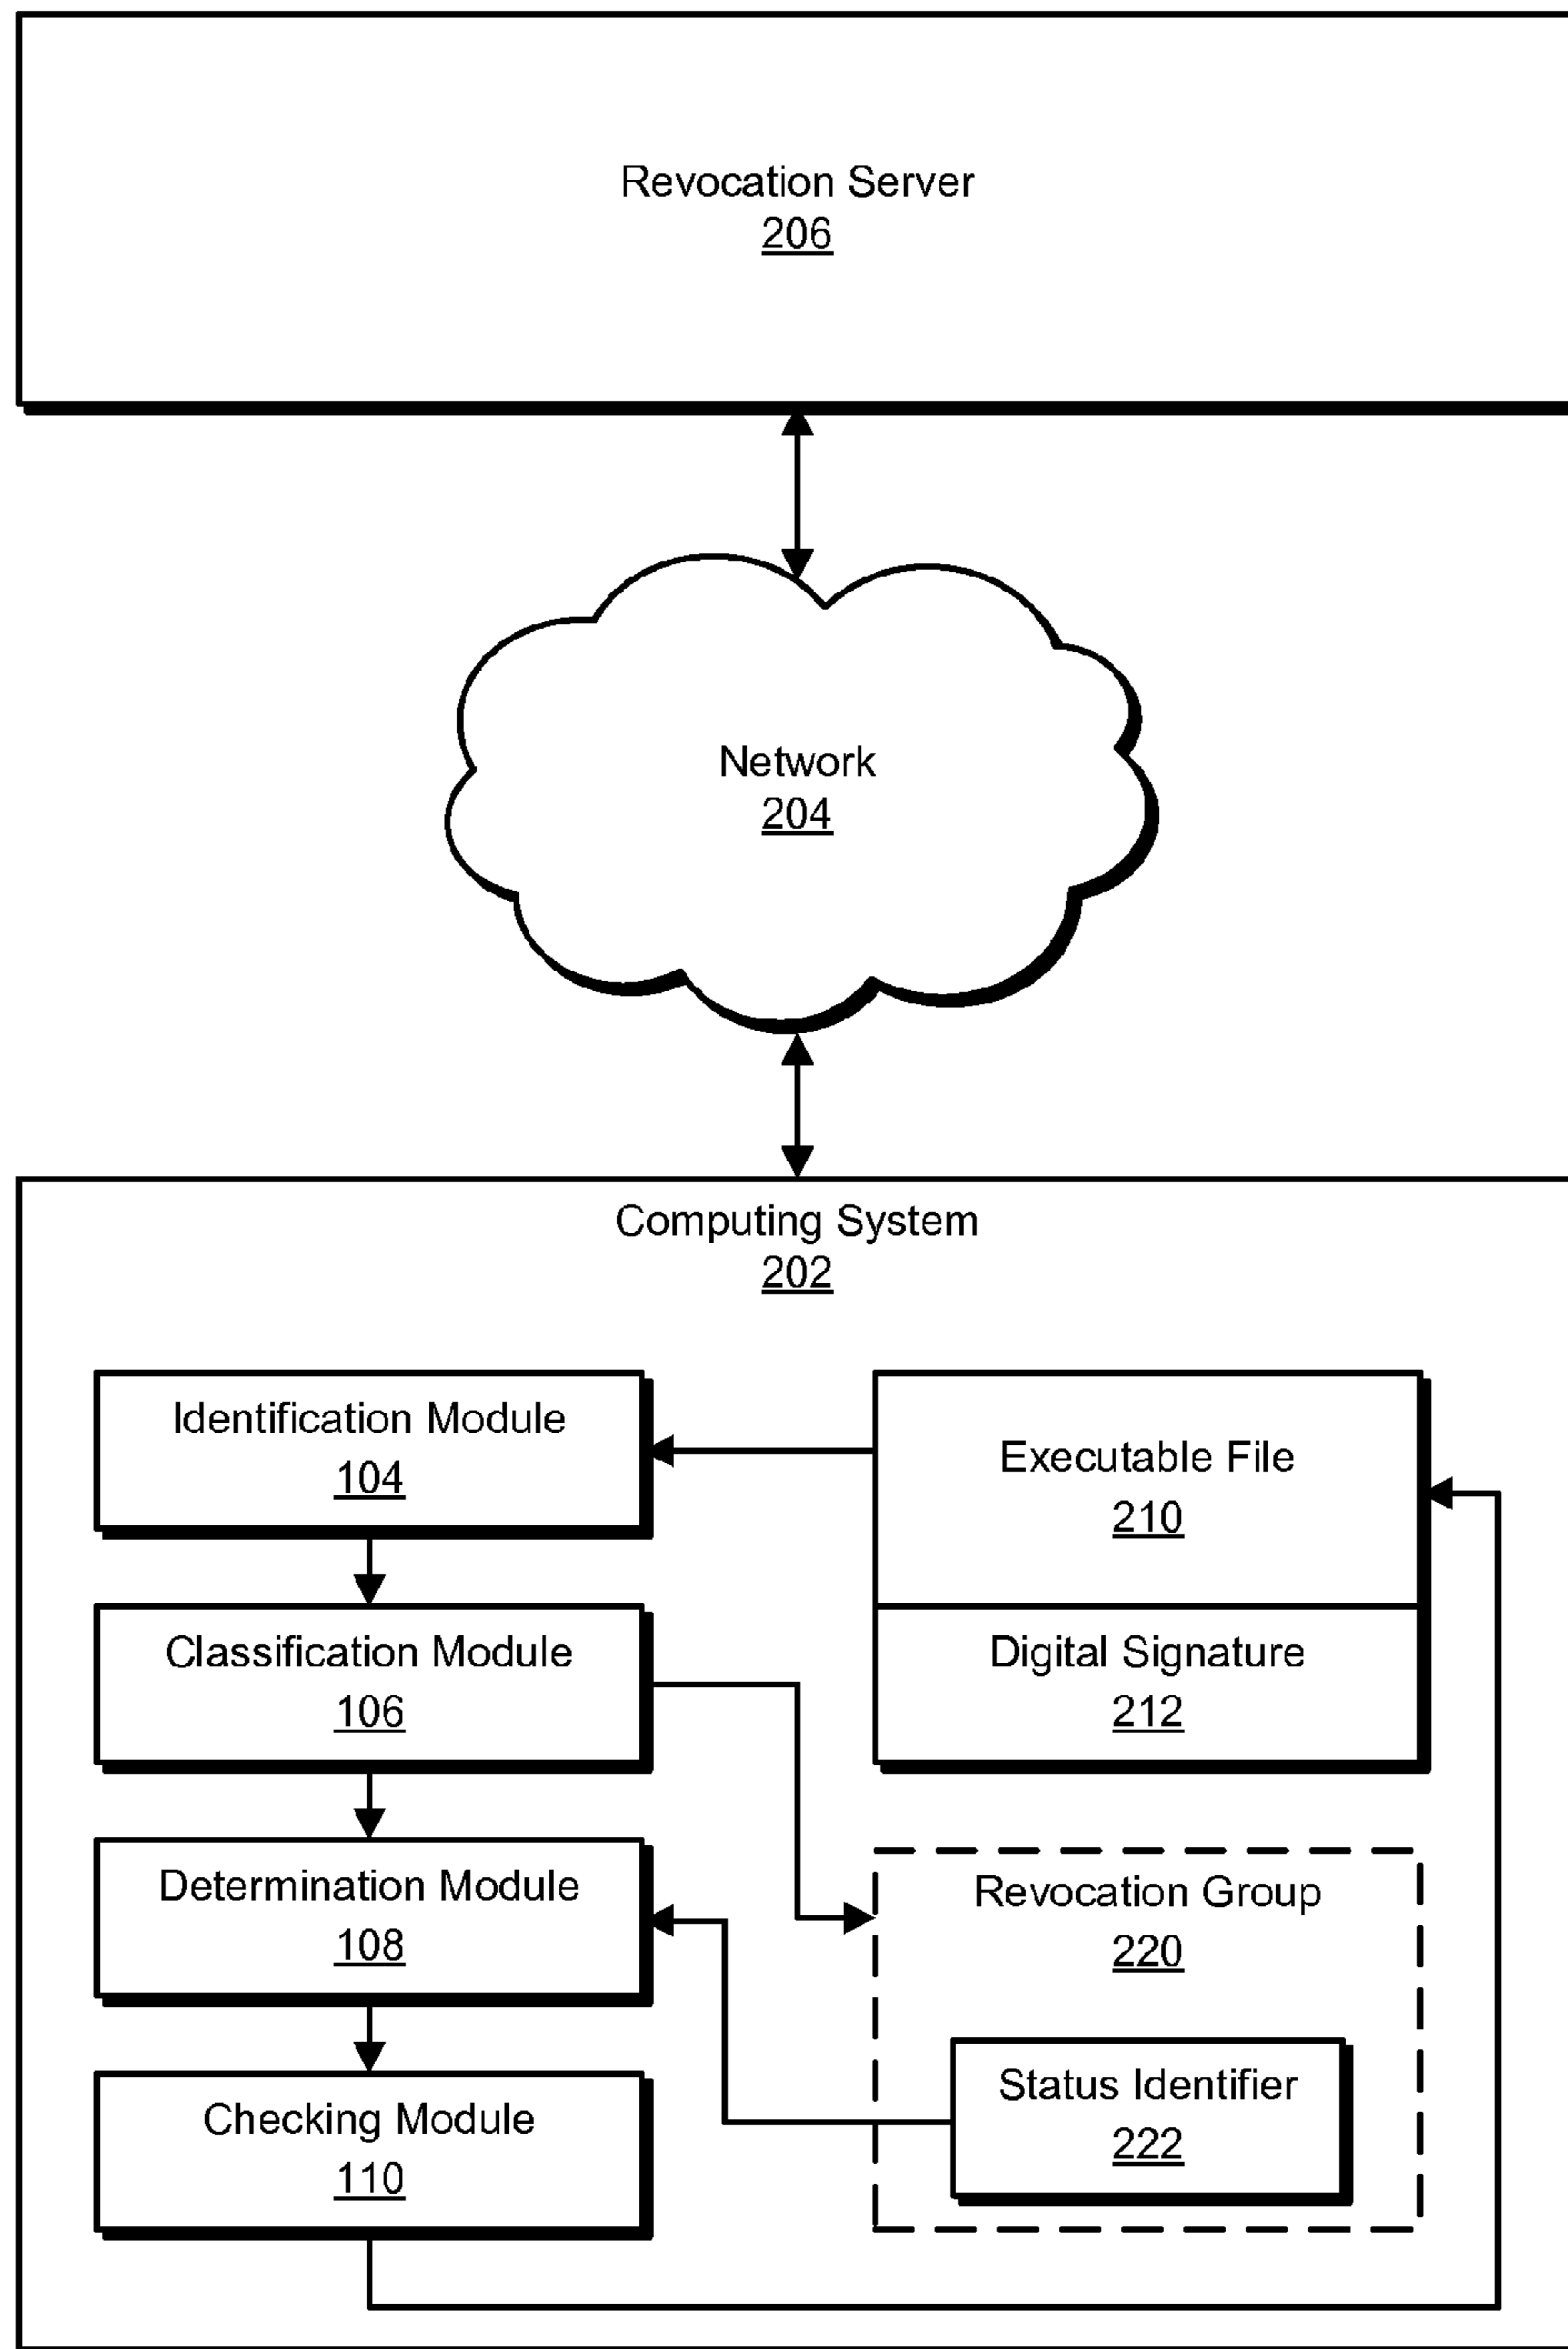 Revocation Server
206
Network
204
Computing System
202
Identification Module
104
Executable File
210
Classification Module
106
Digital Signature
212
Determination Module
108
Revocation Group
220
Checking Module
110
Status Identifier
222